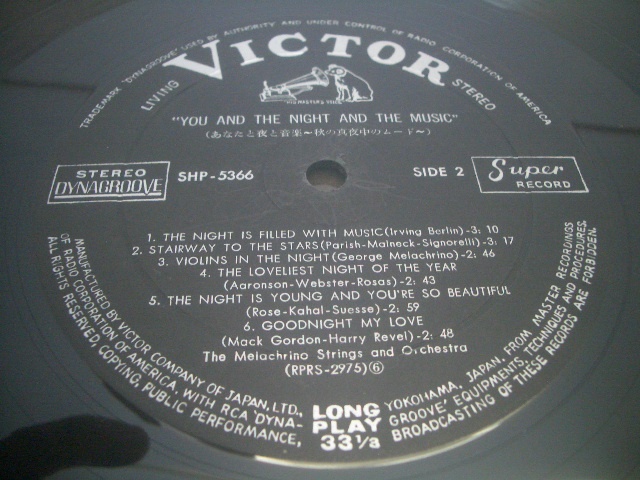 TRADEMARK "DYNAGROOVE" USED BY AUTHORITY AND UNDER CONTROL OF RADIO CORPORATION OF AMERICA
LIVING VICTOR STEREO
HIS MASTER'S VOICE
"YOU AND THE NIGHT AND THE MUSIC"
(あなたと夜と音楽〜秋の真夜中のムード〜)
STEREO
DYNAGROOVE
SHP-5366
SIDE 2
Super
RECORD
1. THE NIGHT IS FILLED WITH MUSIC(Irving Berlin)-3: 10
2. STAIRWAY TO THE STARS(Parish-Malneck-Signorelli)-3: 17
3. VIOLINS IN THE NIGHT(George Melachrino)-2: 46
4. THE LOVELIEST NIGHT OF THE YEAR
(Aaronson-Webster-Rosas)-2: 43
5. THE NIGHT IS YOUNG AND YOU'RE SO BEAUTIFUL
(Rose-Kahal-Suesse)-2: 59
6. GOODNIGHT MY LOVE
(Mack Gordon-Harry Revel)-2: 48
The Melachrino Strings and Orchestra
(RPRS-2975)⑥
LONG
PLAY
33⅓
MANUFACTURED BY VICTOR COMPANY OF JAPAN, LTD., YOKOHAMA, JAPAN, FROM MASTER RECORDINGS
OF RADIO CORPORATION OF AMERICA, WITH RCA 'DYNA-GROOVE' EQUIPMENTS, TECHNIQUES AND PROCEDURES.
ALL RIGHTS RESERVED, COPYING, PUBLIC PERFORMANCE, BROADCASTING OF THESE RECORDS ARE FORBIDDEN.